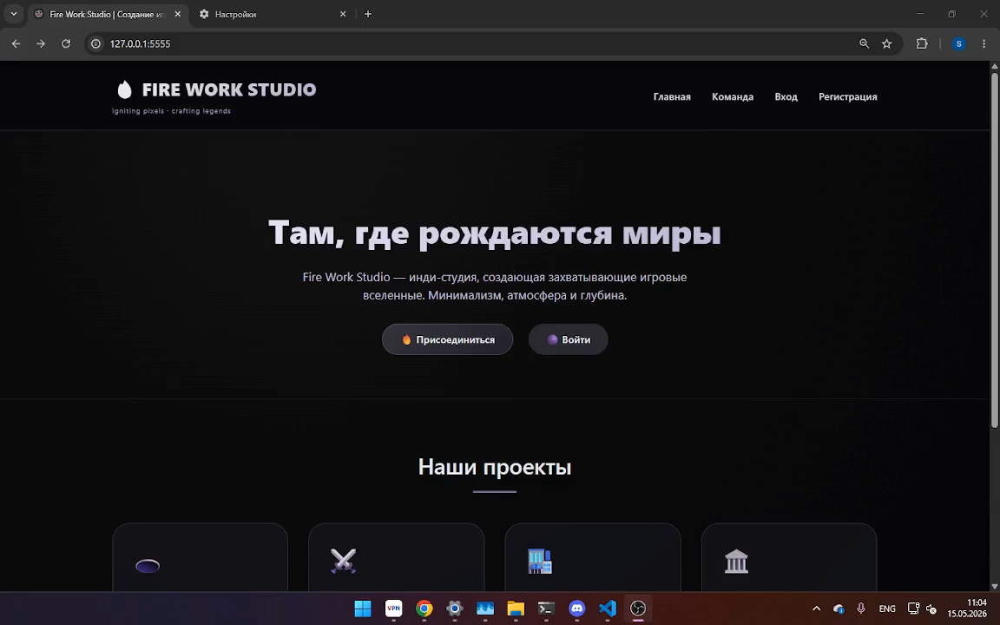 Fire Work Studio | Создание иг
Настройки
127.0.0.1:5555
S
FIRE WORK STUDIO
igniting pixels · crafting legends
Главная
Команда
Вход
Регистрация
Там, где рождаются миры
Fire Work Studio — инди-студия, создающая захватывающие игровые
вселенные. Минимализм, атмосфера и глубина.
Присоединиться
Войти
Наши проекты
VPN
ENG
11:04
15.05.2026